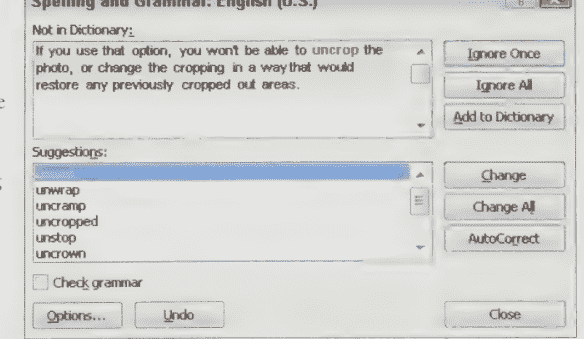 Spelling and Grammar: English (U.S.)
Not in Dictionary:
If you use that option, you won't be able to uncrop the
photo, or change the cropping in a way that would
restore any previously cropped out areas.
Ignore Once
Ignore All
Add to Dictionary
Suggestions:
unwrap
uncramp
uncropped
unstop
uncrown
Change
Change All
AutoCorrect
Check grammar
Options...
Undo
Close